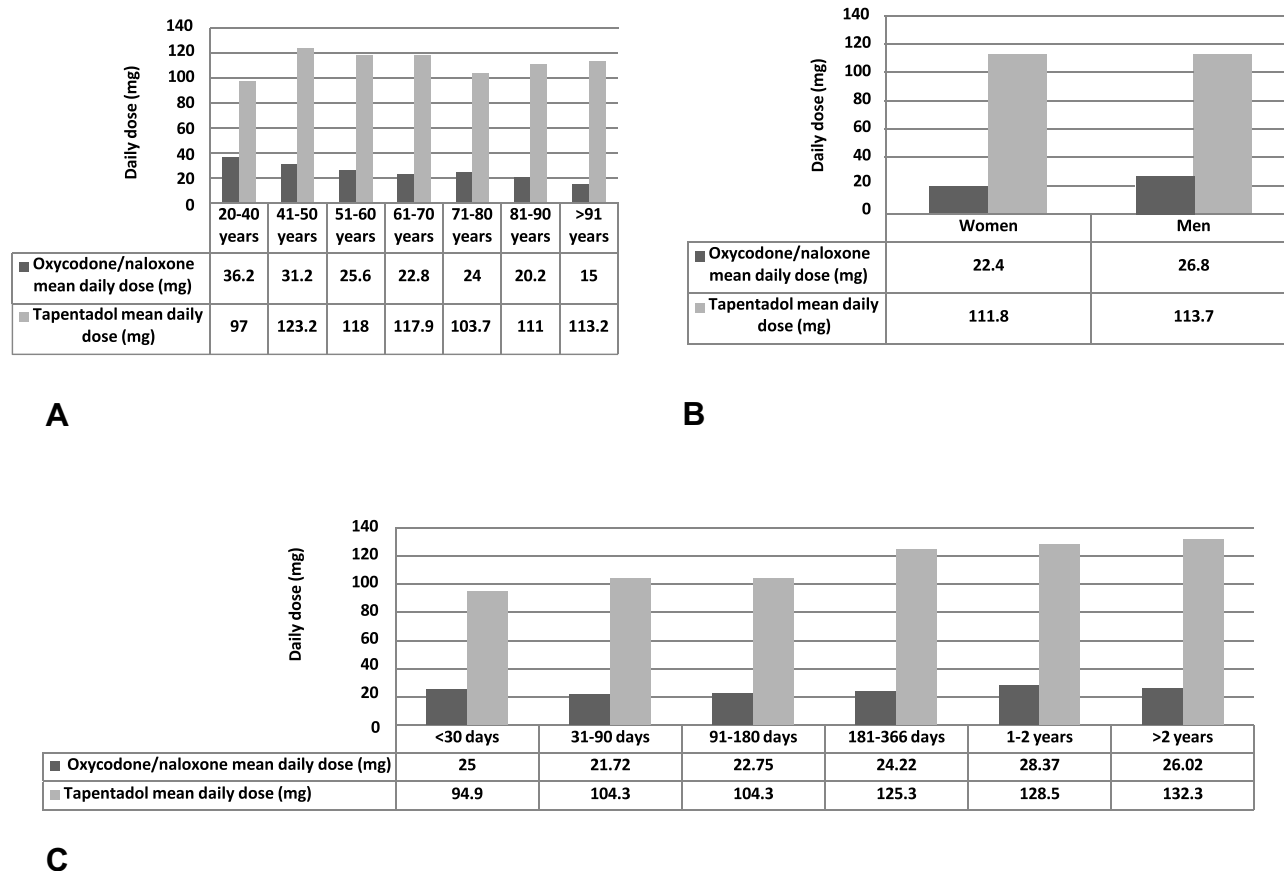 140
120
100
80
60
40
20
0
Daily dose (mg)
20-40 41-50 51-60 61-70 71-80 81-90 >91
years years years years years years years
Oxycodone/naloxone
mean daily dose (mg) 36.2 31.2 25.6 22.8 24 20.2 15
Tapentadol mean daily
dose (mg) 97 123.2 118 117.9 103.7 111 113.2
A
140
120
100
80
60
40
20
0
Daily dose (mg)
Women Men
Oxycodone/naloxone
mean daily dose (mg) 22.4 26.8
Tapentadol mean daily
dose (mg) 111.8 113.7
B
140
120
100
80
60
40
20
0
Daily dose (mg)
<30 days 31-90 days 91-180 days 181-366 days 1-2 years >2 years
Oxycodone/naloxone mean daily dose (mg) 25 21.72 22.75 24.22 28.37 26.02
Tapentadol mean daily dose (mg) 94.9 104.3 104.3 125.3 128.5 132.3
C